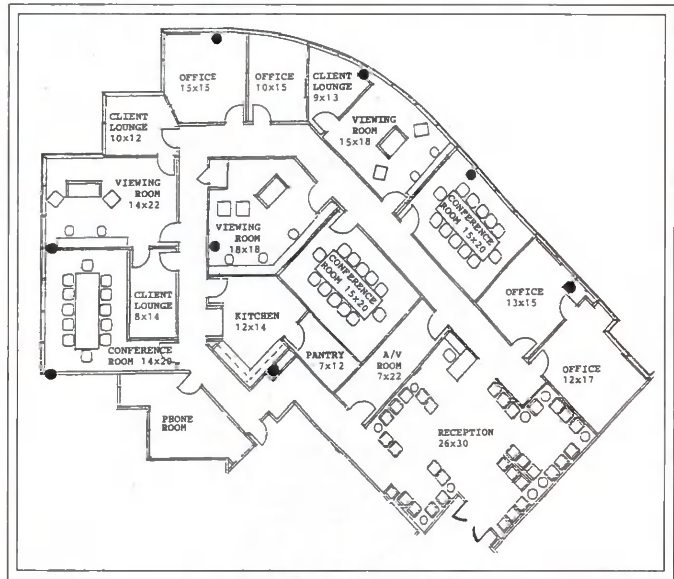 OFFICE
15x15
OFFICE
10x15
CLIENT
LOUNGE
9x13
CLIENT
LOUNGE
10x12
VIEWING
ROOM
15x18
VIEWING
ROOM
14x22
VIEWING
ROOM
18x18
CONFERENCE
ROOM 15x20
CONFERENCE
ROOM 15x20
OFFICE
13x15
CLIENT
LOUNGE
8x14
KITCHEN
12x14
CONFERENCE
ROOM 14x20
PANTRY
7x12
A/V
ROOM
7x22
OFFICE
12x17
PHONE
ROOM
RECEPTION
26x30